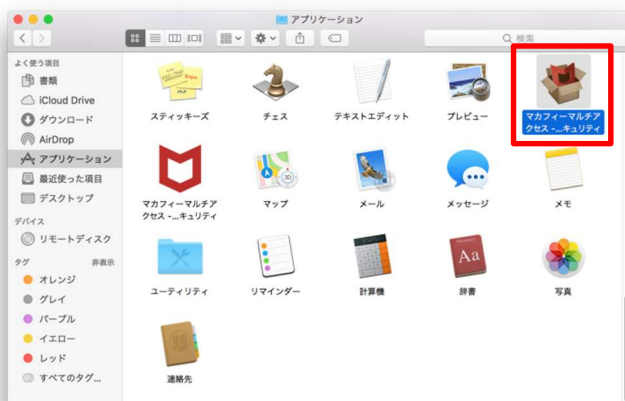 アプリケーション
検索
よく使う項目
書類
iCloud Drive
ダウンロード
AirDrop
アプリケーション
最近使った項目
デスクトップ
デバイス
リモートディスク
タグ 非表示
オレンジ
グレイ
パープル
イエロー
レッド
すべてのタグ...
スティッキーズ
チェス
テキストエディット
プレビュー
マカフィーマルチア
クセス -...キュリティ
マカフィーマルチア
クセス -...キュリティ
マップ
メール
メッセージ
メモ
ユーティリティ
リマインダー
計算機
Aa
辞書
写真
連絡先